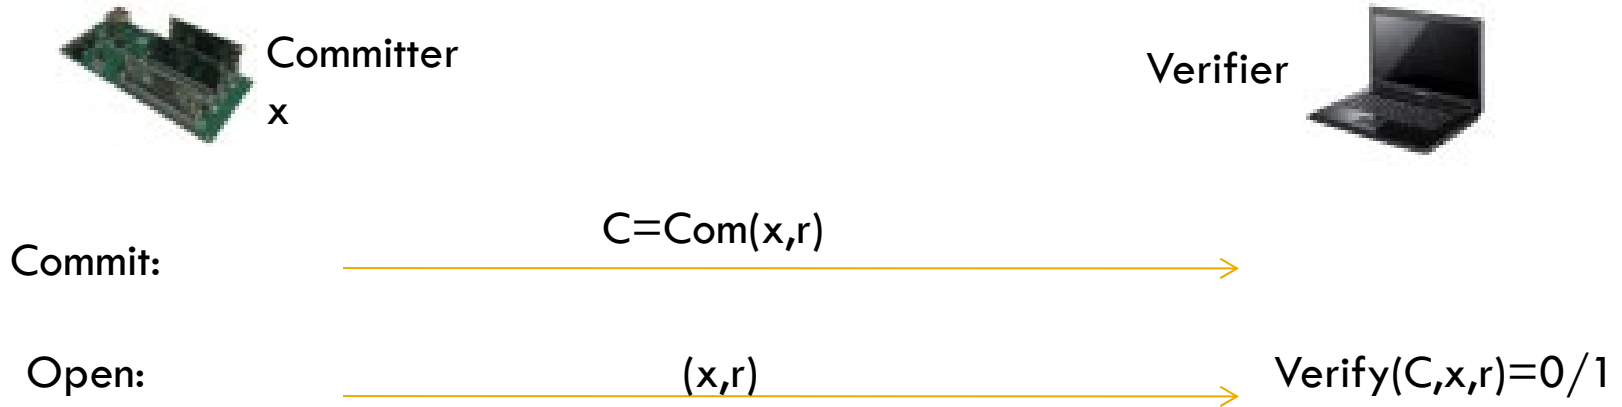 Committer
x
Verifier
C=Com(x,r)
Commit:
Open:
(x,r)
Verify(C,x,r)=0/1